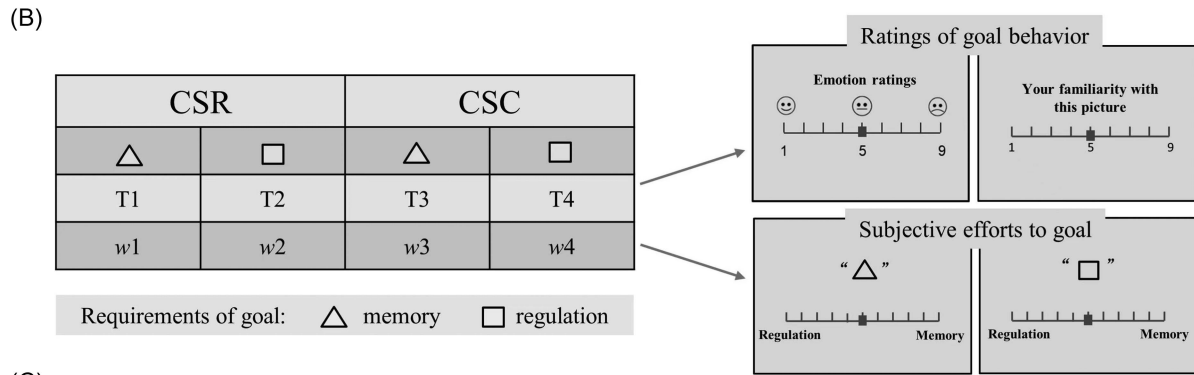 (B)
CSR CSC
T1 T2 T3 T4
w1 w2 w3 w4
Requirements of goal: memory regulation
Ratings of goal behavior
Emotion ratings
1 5 9
Your familiarity with
this picture
1 5 9
Subjective efforts to goal
“ ”
Regulation Memory
“ ”
Regulation Memory